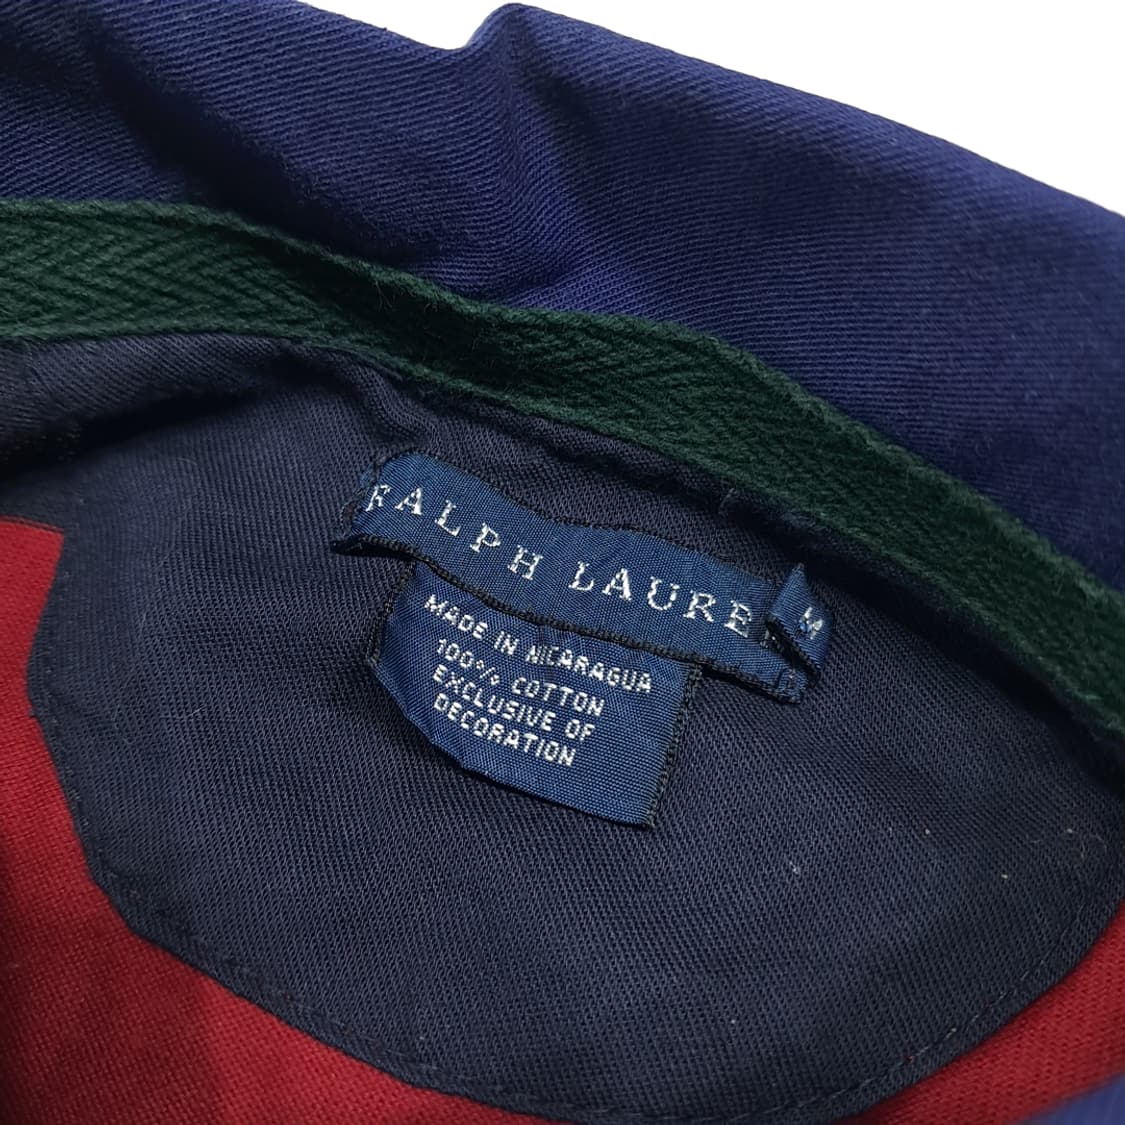 RALPH LAURE
M
MADE IN NICARAGUA
100% COTTON
EXCLUSIVE OF
DECORATION